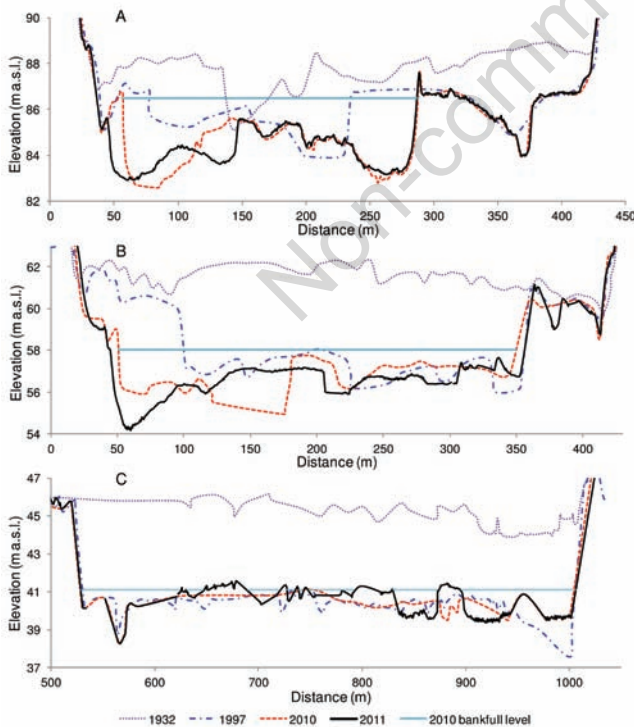 Non-comm
A
Elevation (m a.s.l.)
90
88
86
84
82
0 50 100 150 200 250 300 350 400 450
Distance (m)
B
Elevation (m a.s.l.)
62
60
58
56
54
0 50 100 150 200 250 300 350 400
Distance (m)
C
Elevation (m a.s.l.)
47
45
43
41
39
37
500 600 700 800 900 1000
Distance (m)
1932 1997 2010 2011 2010 bankfull level